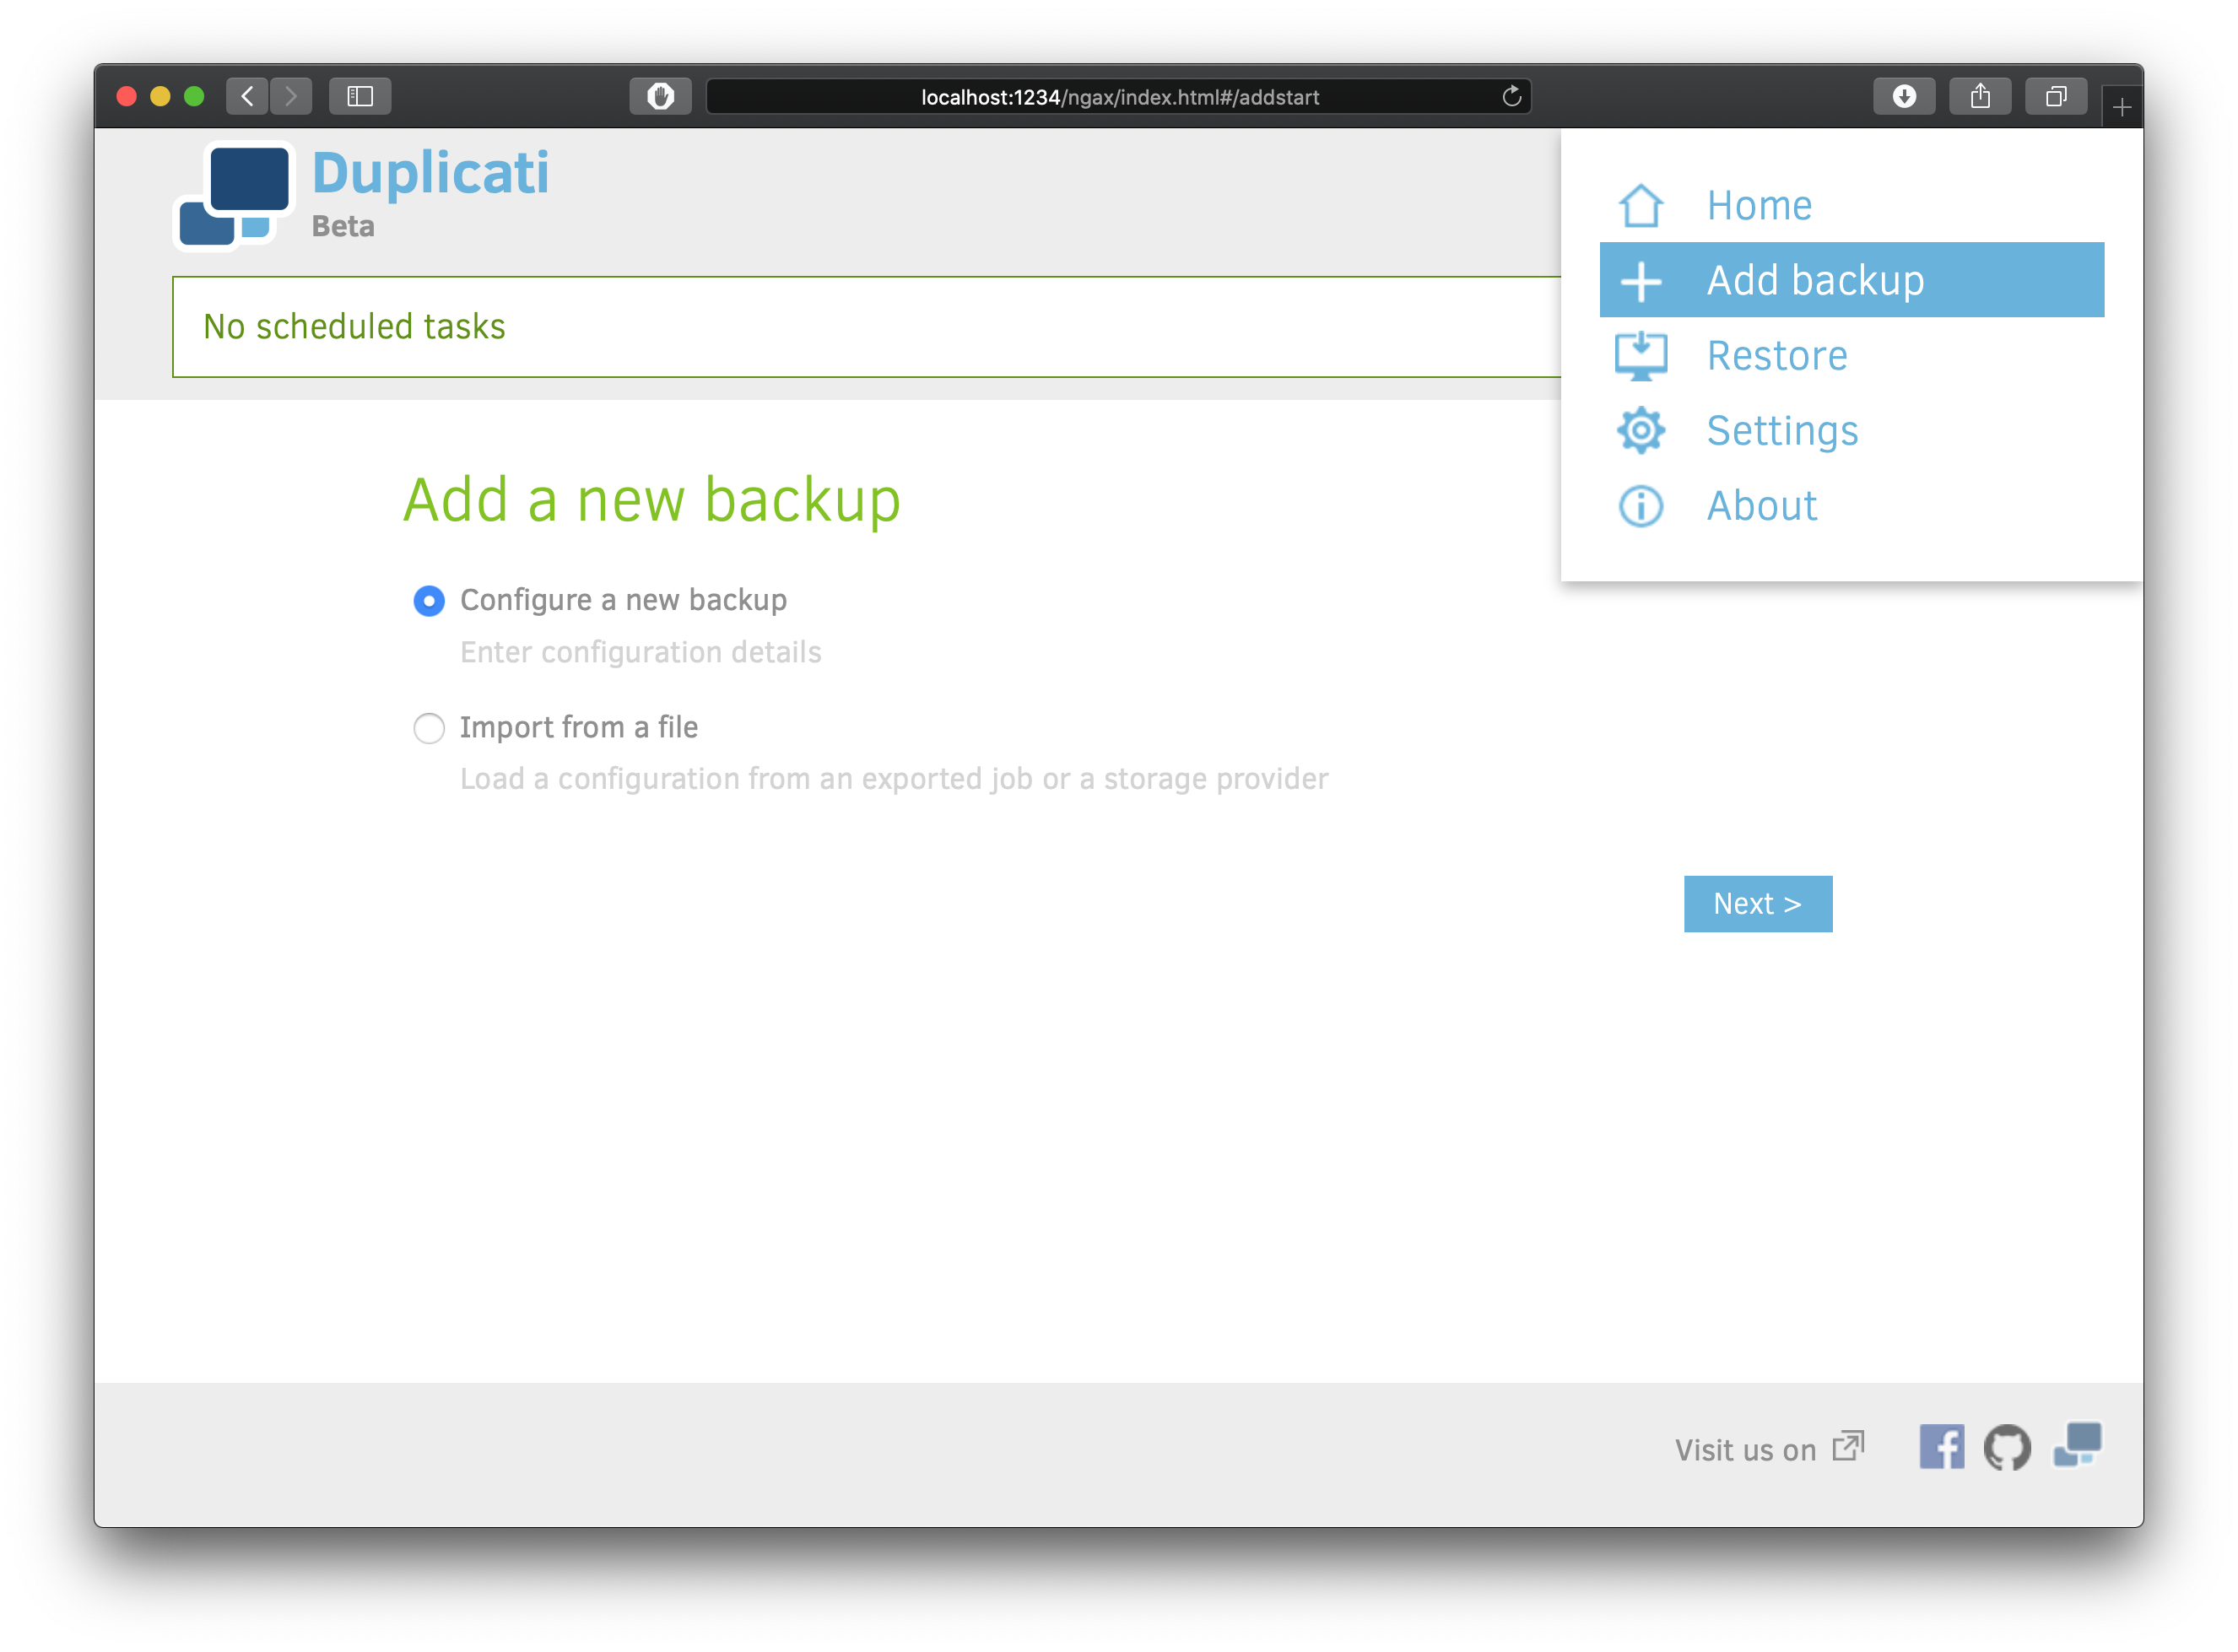 localhost:1234/ngax/index.html#/addstart
Duplicati
Beta
No scheduled tasks
Home
Add backup
Restore
Settings
About
Add a new backup
Configure a new backup
Enter configuration details
Import from a file
Load a configuration from an exported job or a storage provider
Next >
Visit us on